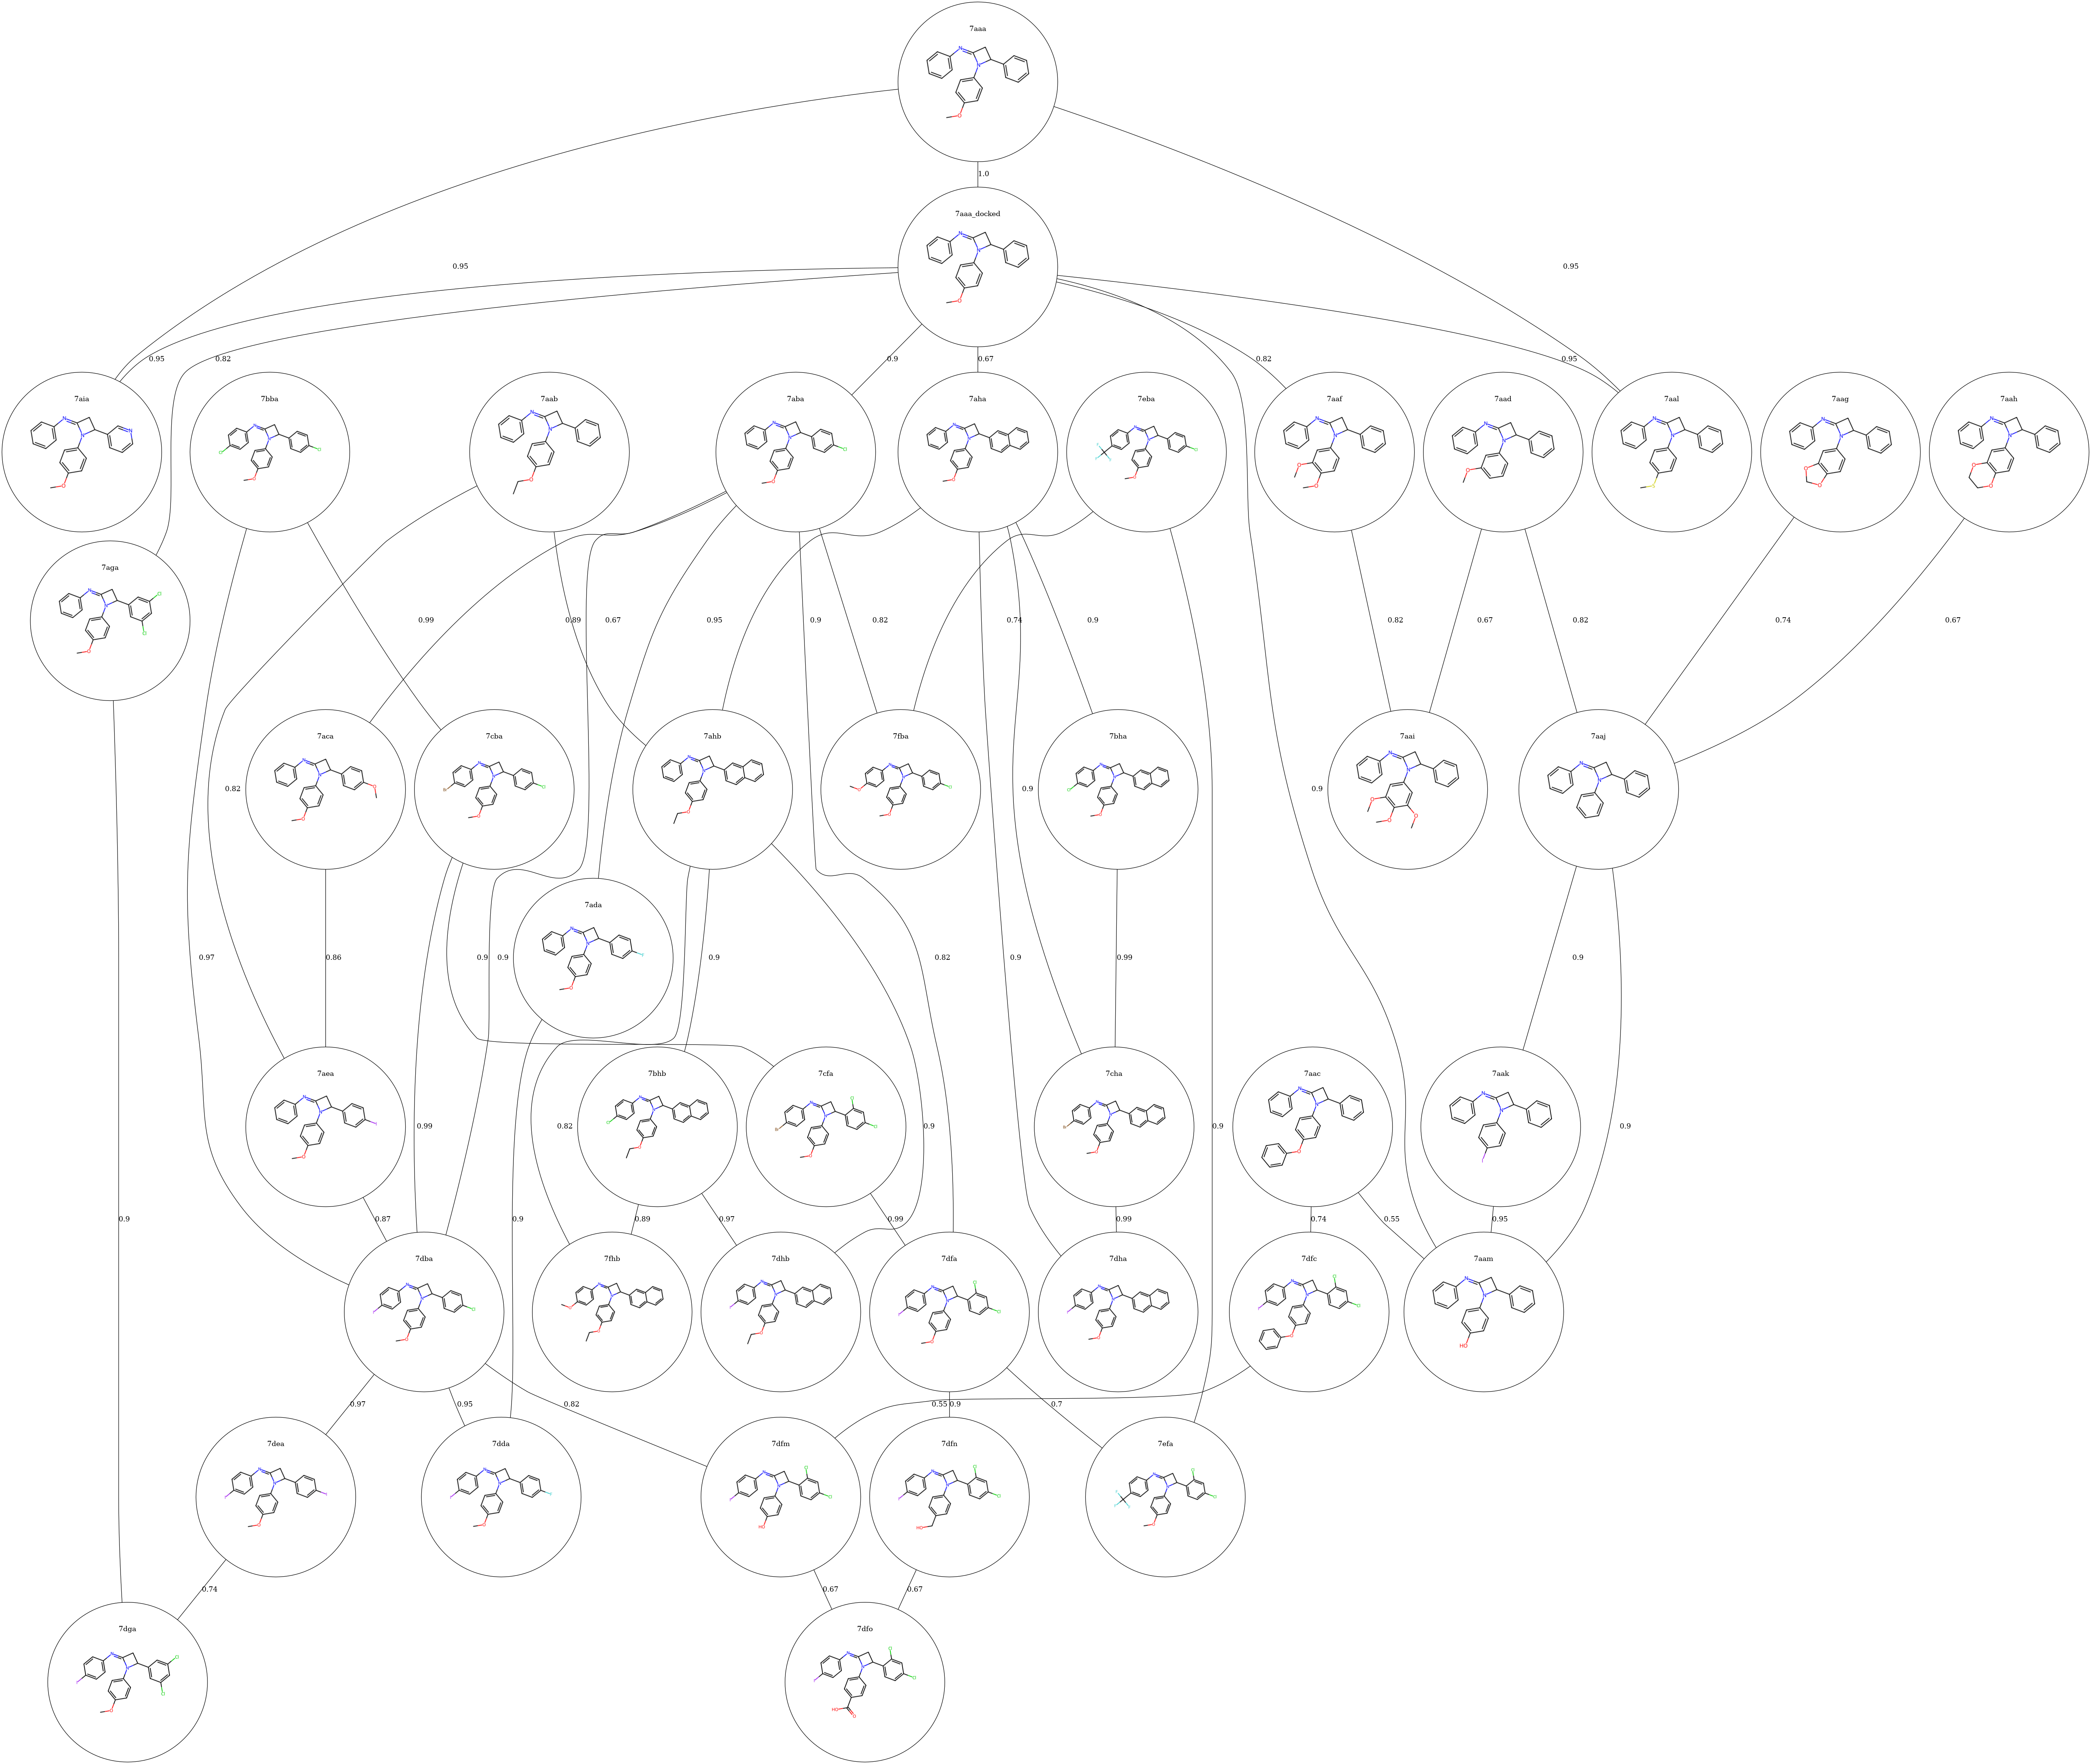 7aaa
1.0
7aaa_docked
0.95
0.95
0.95
0.82
0.9
0.67
0.82
0.95
7aia
7bba
7aab
7aba
7aha
7eba
7aaf
7aad
7aal
7aag
7aah
7aga
0.99
0.89
0.67
0.95
0.9
0.82
0.74
0.9
0.82
0.67
0.82
0.74
0.67
7aca
7cba
7ahb
7fba
7bha
7aai
7aaj
0.82
0.9
0.9
7ada
0.97
0.86
0.9
0.9
0.9
0.82
0.9
0.99
0.9
7aea
7bhb
7cfa
7cha
7aac
7aak
0.99
0.82
0.9
0.9
0.9
0.9
0.87
0.9
0.89
0.97
0.99
0.99
0.74
0.55
0.95
7dba
7fhb
7dhb
7dfa
7dha
7dfc
7aam
0.97
0.95
0.82
0.55
0.9
0.7
7dea
7dda
7dfm
7dfn
7efa
0.74
0.67
0.67
7dga
7dfo